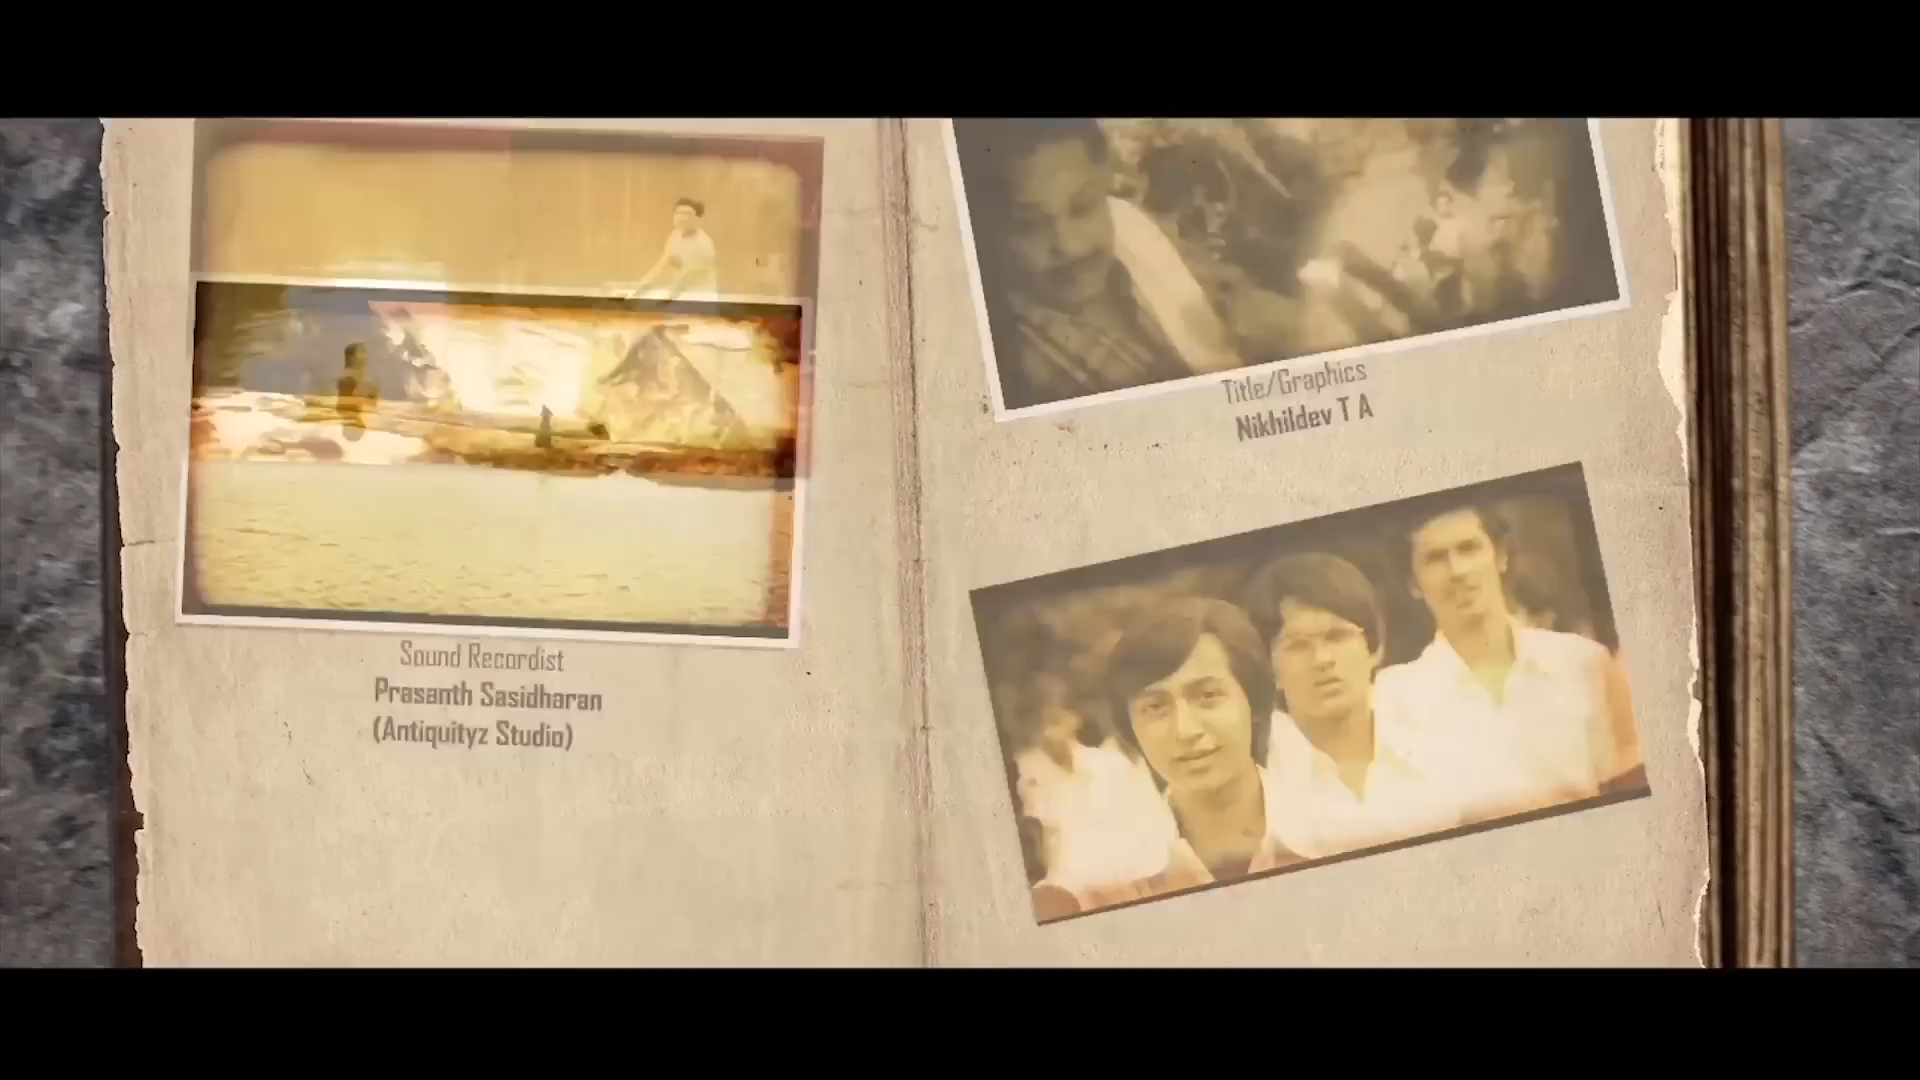 Sound Recordist
Prasanth Sasidharan
(Antiquityz Studio)
Title/Graphics
Nikhildev T A